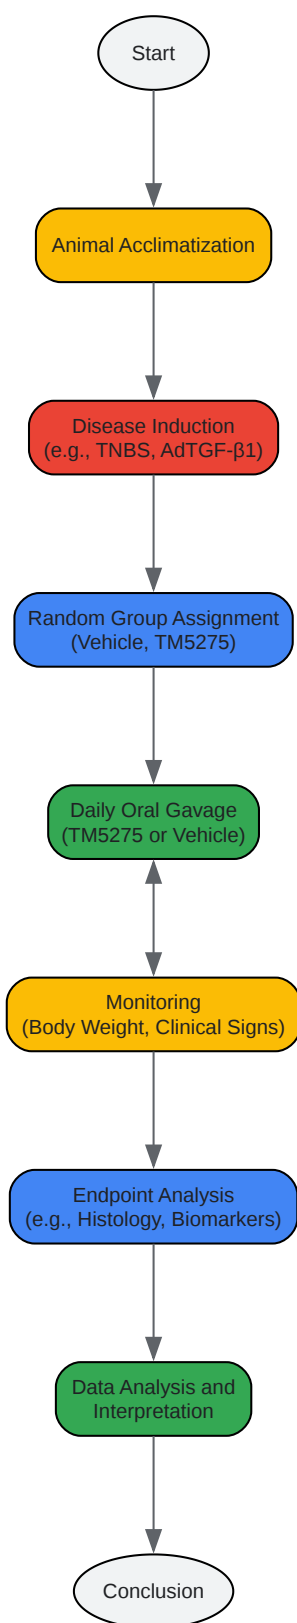 Start
Animal Acclimatization
Disease Induction
(e.g., TNBS, AdTGF-β1)
Random Group Assignment
(Vehicle, TM5275)
Daily Oral Gavage
(TM5275 or Vehicle)
Monitoring
(Body Weight, Clinical Signs)
Endpoint Analysis
(e.g., Histology, Biomarkers)
Data Analysis and
Interpretation
Conclusion